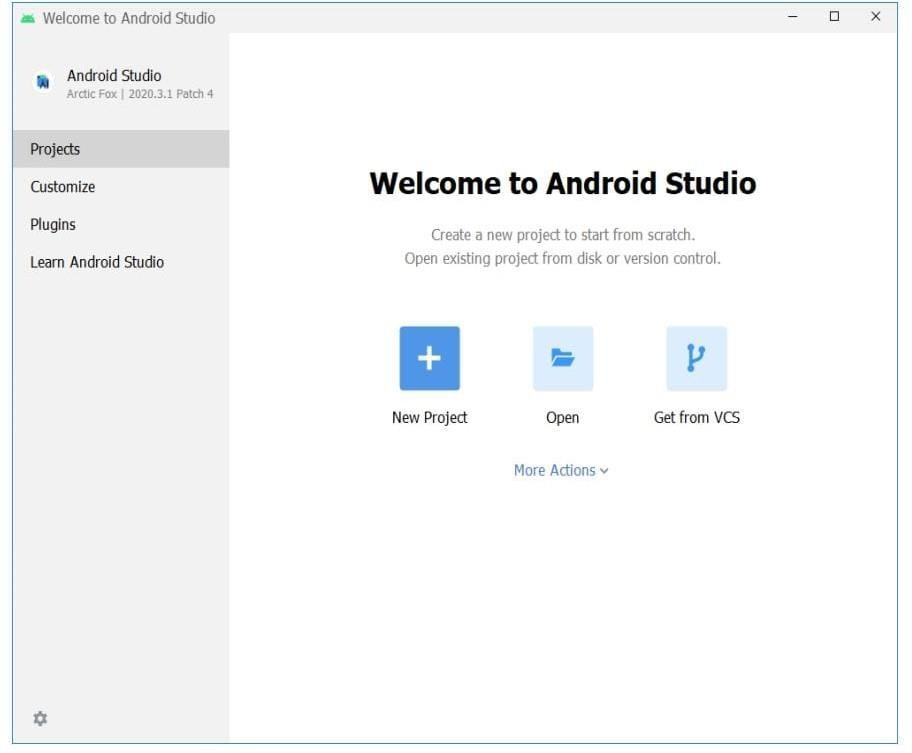 Welcome to Android Studio
Android Studio
Arctic Fox | 2020.3.1 Patch 4
Projects
Customize
Plugins
Learn Android Studio
Welcome to Android Studio
Create a new project to start from scratch.
Open existing project from disk or version control.
New Project
Open
Get from VCS
More Actions